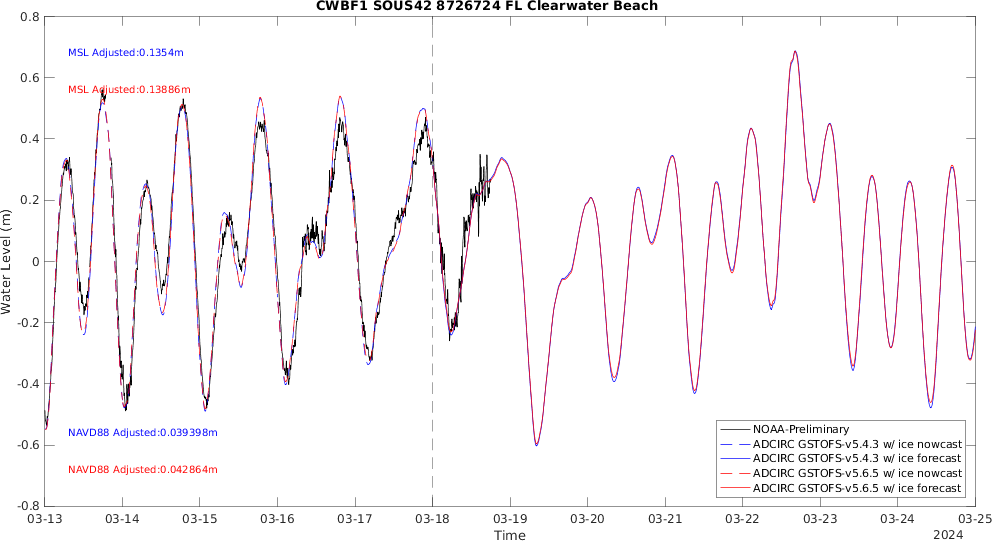 CWBF1 SOUS42 8726724 FL Clearwater Beach
MSL Adjusted:0.1354m
MSL Adjusted:0.13886m
NAVD88 Adjusted:0.039398m
NAVD88 Adjusted:0.042864m
Water Level (m)
0.8
0.6
0.4
0.2
0
-0.2
-0.4
-0.6
-0.8
NOAA-Preliminary
ADCIRC GSTOFS-v5.4.3 w/ ice nowcast
ADCIRC GSTOFS-v5.4.3 w/ ice forecast
ADCIRC GSTOFS-v5.6.5 w/ ice nowcast
ADCIRC GSTOFS-v5.6.5 w/ ice forecast
03-13 03-14 03-15 03-16 03-17 03-18 03-19 03-20 03-21 03-22 03-23 03-24 03-25
Time
2024